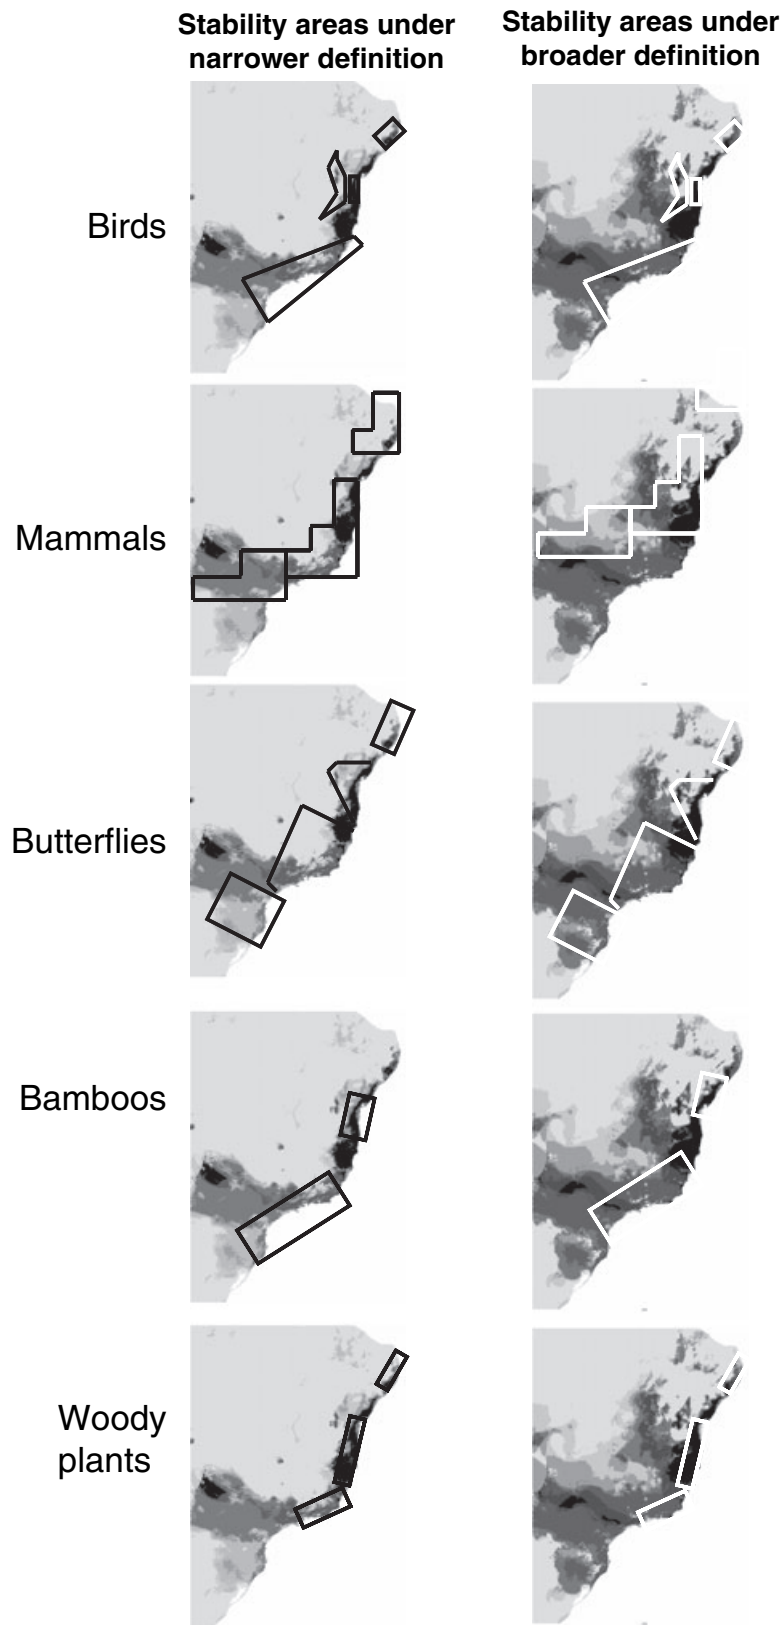 Stability areas under
narrower definition
Stability areas under
broader definition
Birds
Mammals
Butterflies
Bamboos
Woody
plants